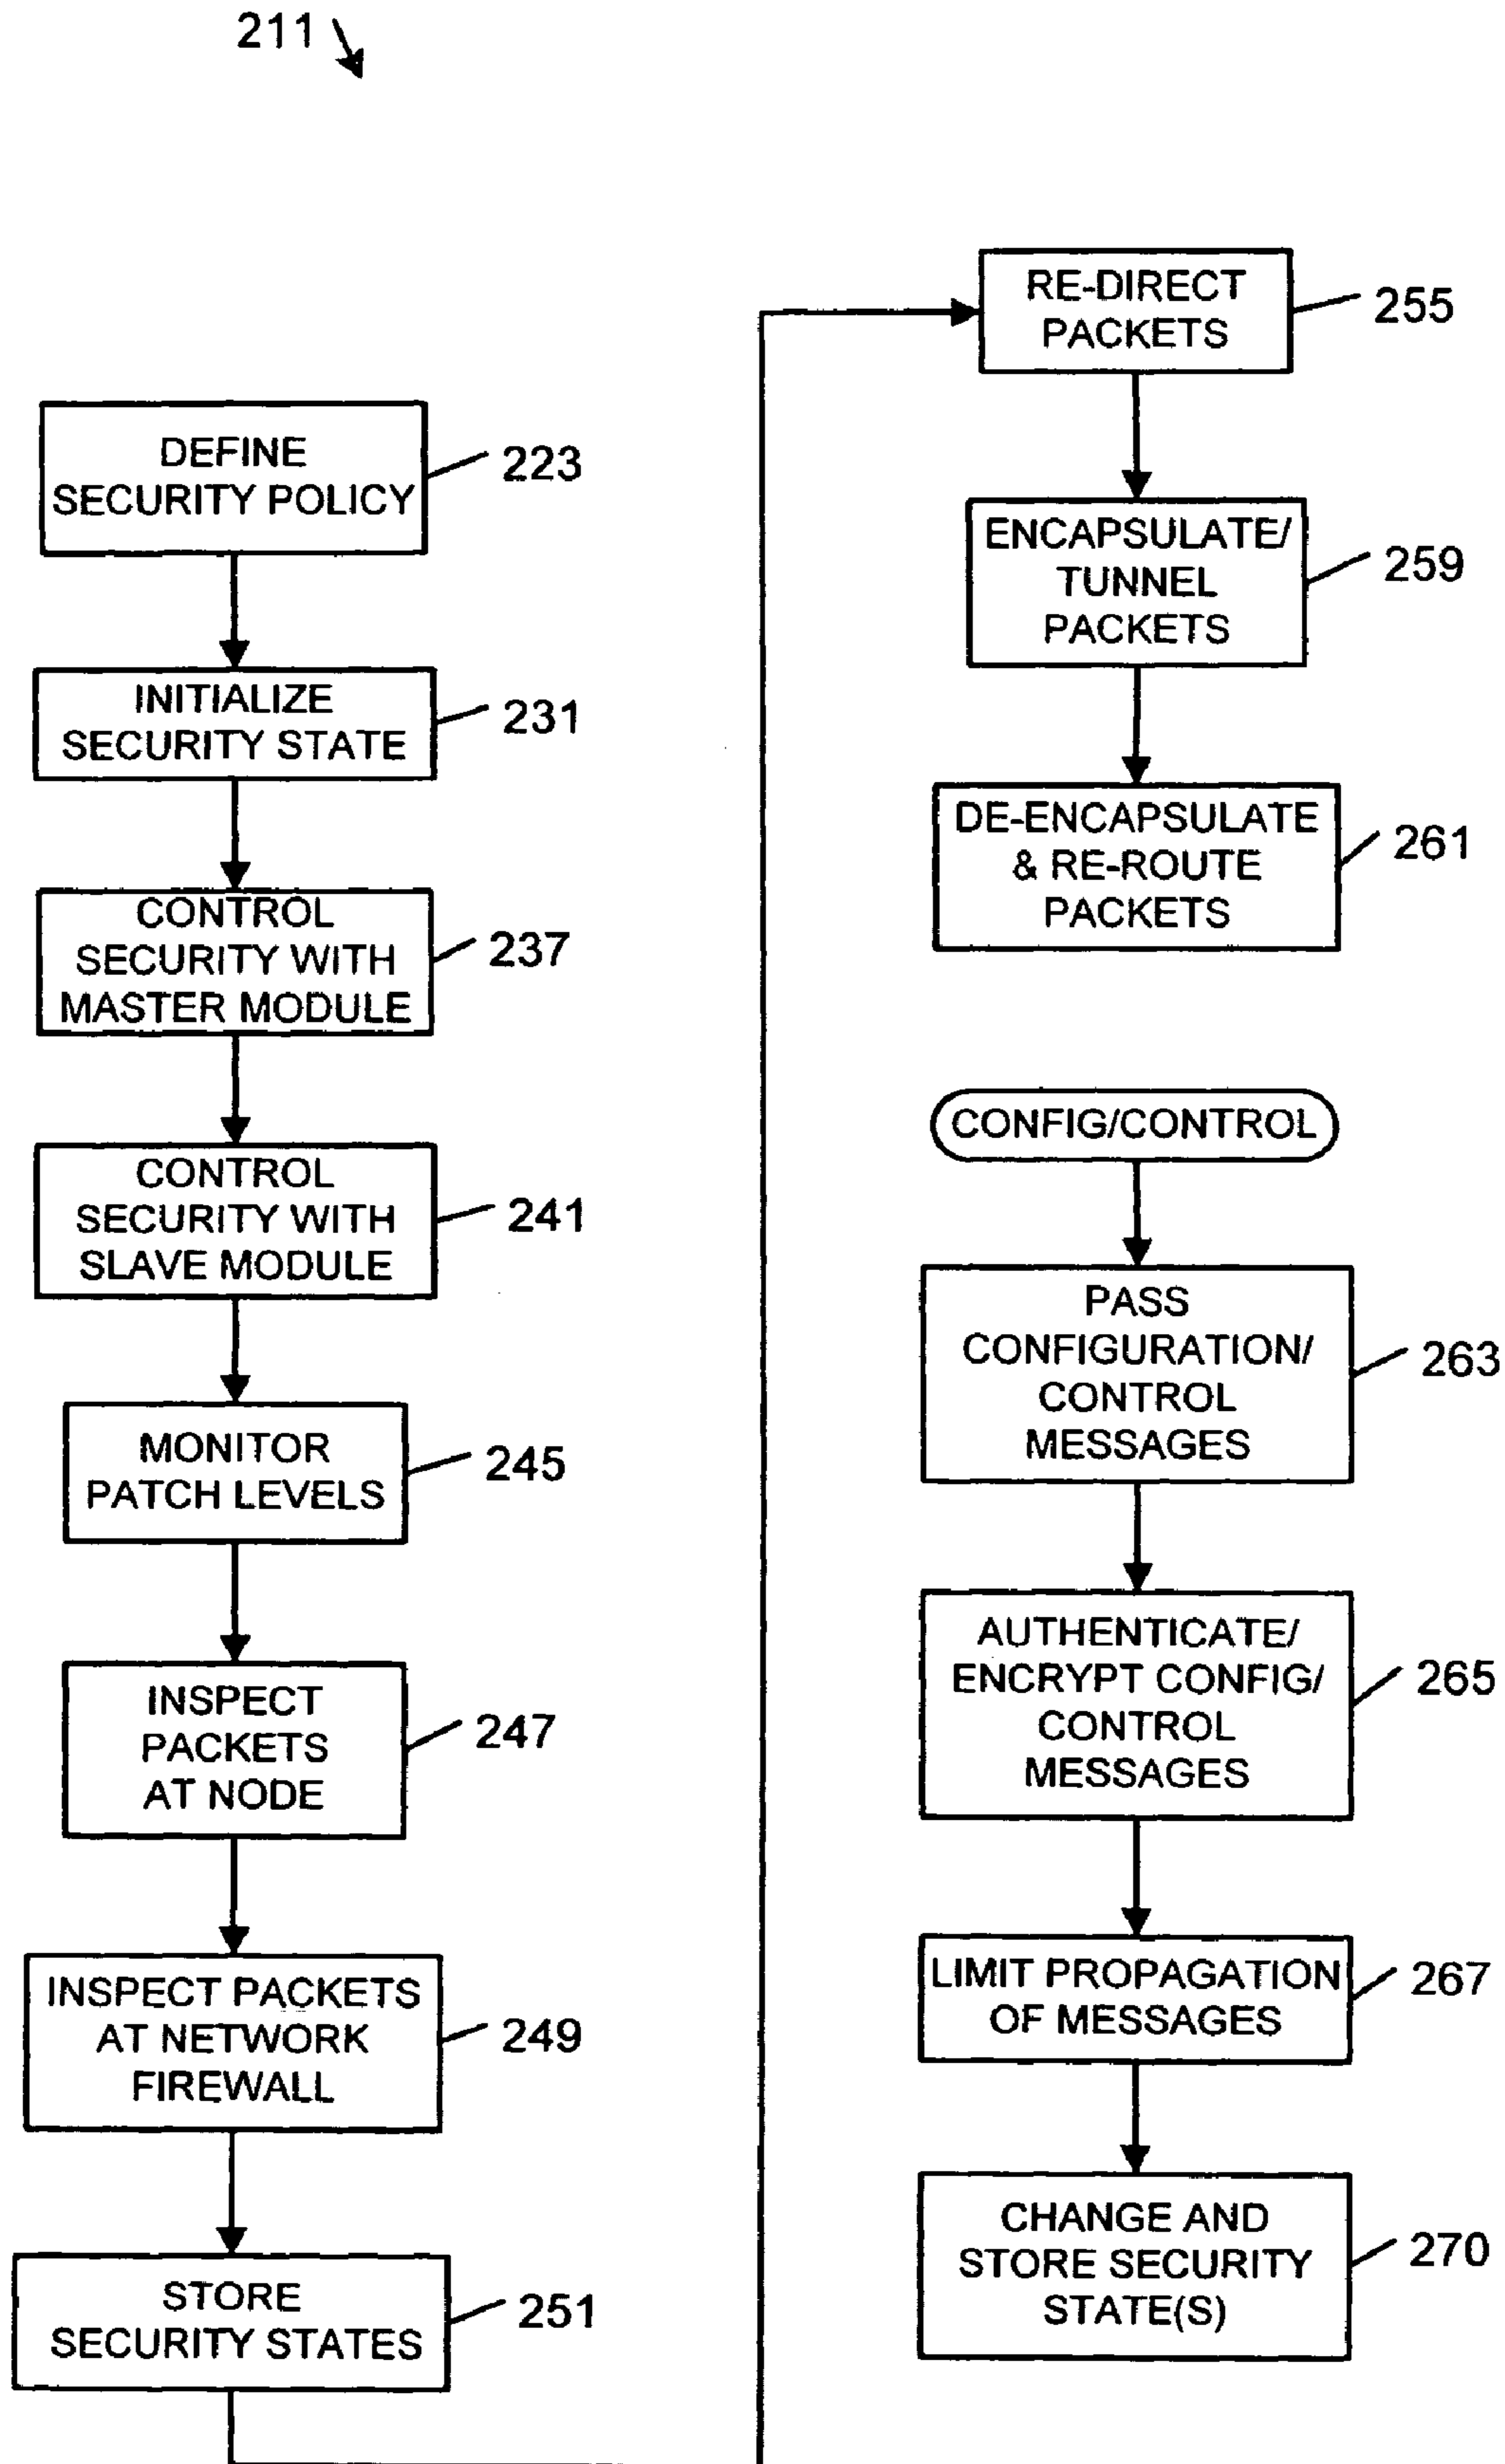 211
DEFINE
SECURITY POLICY
223
INITIALIZE
SECURITY STATE
231
CONTROL
SECURITY WITH
MASTER MODULE
237
CONTROL
SECURITY WITH
SLAVE MODULE
241
MONITOR
PATCH LEVELS
245
INSPECT
PACKETS
AT NODE
247
INSPECT PACKETS
AT NETWORK
FIREWALL
249
STORE
SECURITY STATES
251
RE-DIRECT
PACKETS
255
ENCAPSULATE/
TUNNEL
PACKETS
259
DE-ENCAPSULATE
& RE-ROUTE
PACKETS
261
CONFIG/CONTROL
PASS
CONFIGURATION/
CONTROL
MESSAGES
263
AUTHENTICATE/
ENCRYPT CONFIG/
CONTROL
MESSAGES
265
LIMIT PROPAGATION
OF MESSAGES
267
CHANGE AND
STORE SECURITY
STATE(S)
270